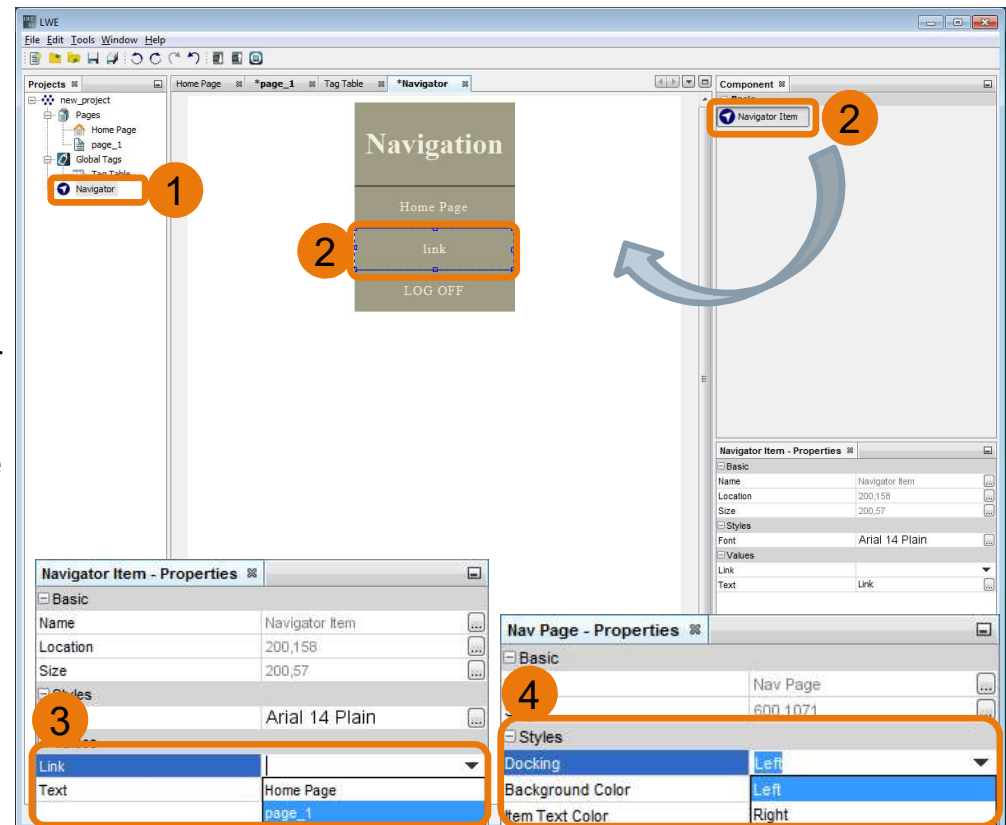 LWE
File Edit Tools Window Help
Projects
new_project
Pages
Home Page
page_1
Global Tags
Tag Table
Navigator
1
Home Page *page_1 Tag Table *Navigator
Navigation
Home Page
2
link
LOG OFF
Component
Basic
Navigator Item
2
Navigator Item - Properties
Basic
Name Navigator Item ...
Location 200,158 ...
Size 200,57 ...
Styles
Font Arial 14 Plain ...
Values
Link
Text Link ...
Navigator Item - Properties
Basic
Name Navigator Item ...
Location 200,158 ...
Size 200,57 ...
Styles
3
Arial 14 Plain ...
Values
Link
Text Home Page
page_1
Nav Page - Properties
Basic
4
Nav Page ...
600,1071 ...
Styles
Docking Left
Background Color Left
Item Text Color Right